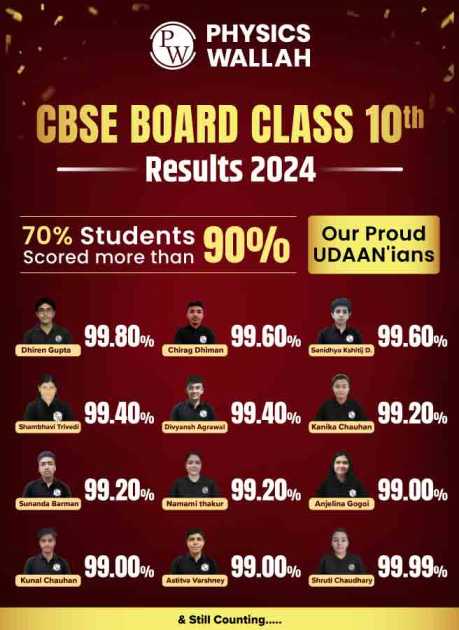 PW
PHYSICS
WALLAH
CBSE BOARD CLASS 10th
Results 2024
70% Students
Scored more than 90%
Our Proud
UDAAN'ians
99.80%
Dhiren Gupta
99.60%
Chirag Dhiman
99.60%
Sanidhya Kshitij D.
99.40%
Shambhavi Trivedi
99.40%
Divyansh Agrawal
99.20%
Kanika Chauhan
99.20%
Sunanda Barman
99.20%
Namami thakur
99.00%
Anjelina Gogoi
99.00%
Kunal Chauhan
99.00%
Astitva Varshney
99.99%
Shruti Chaudhary
& Still Counting.....